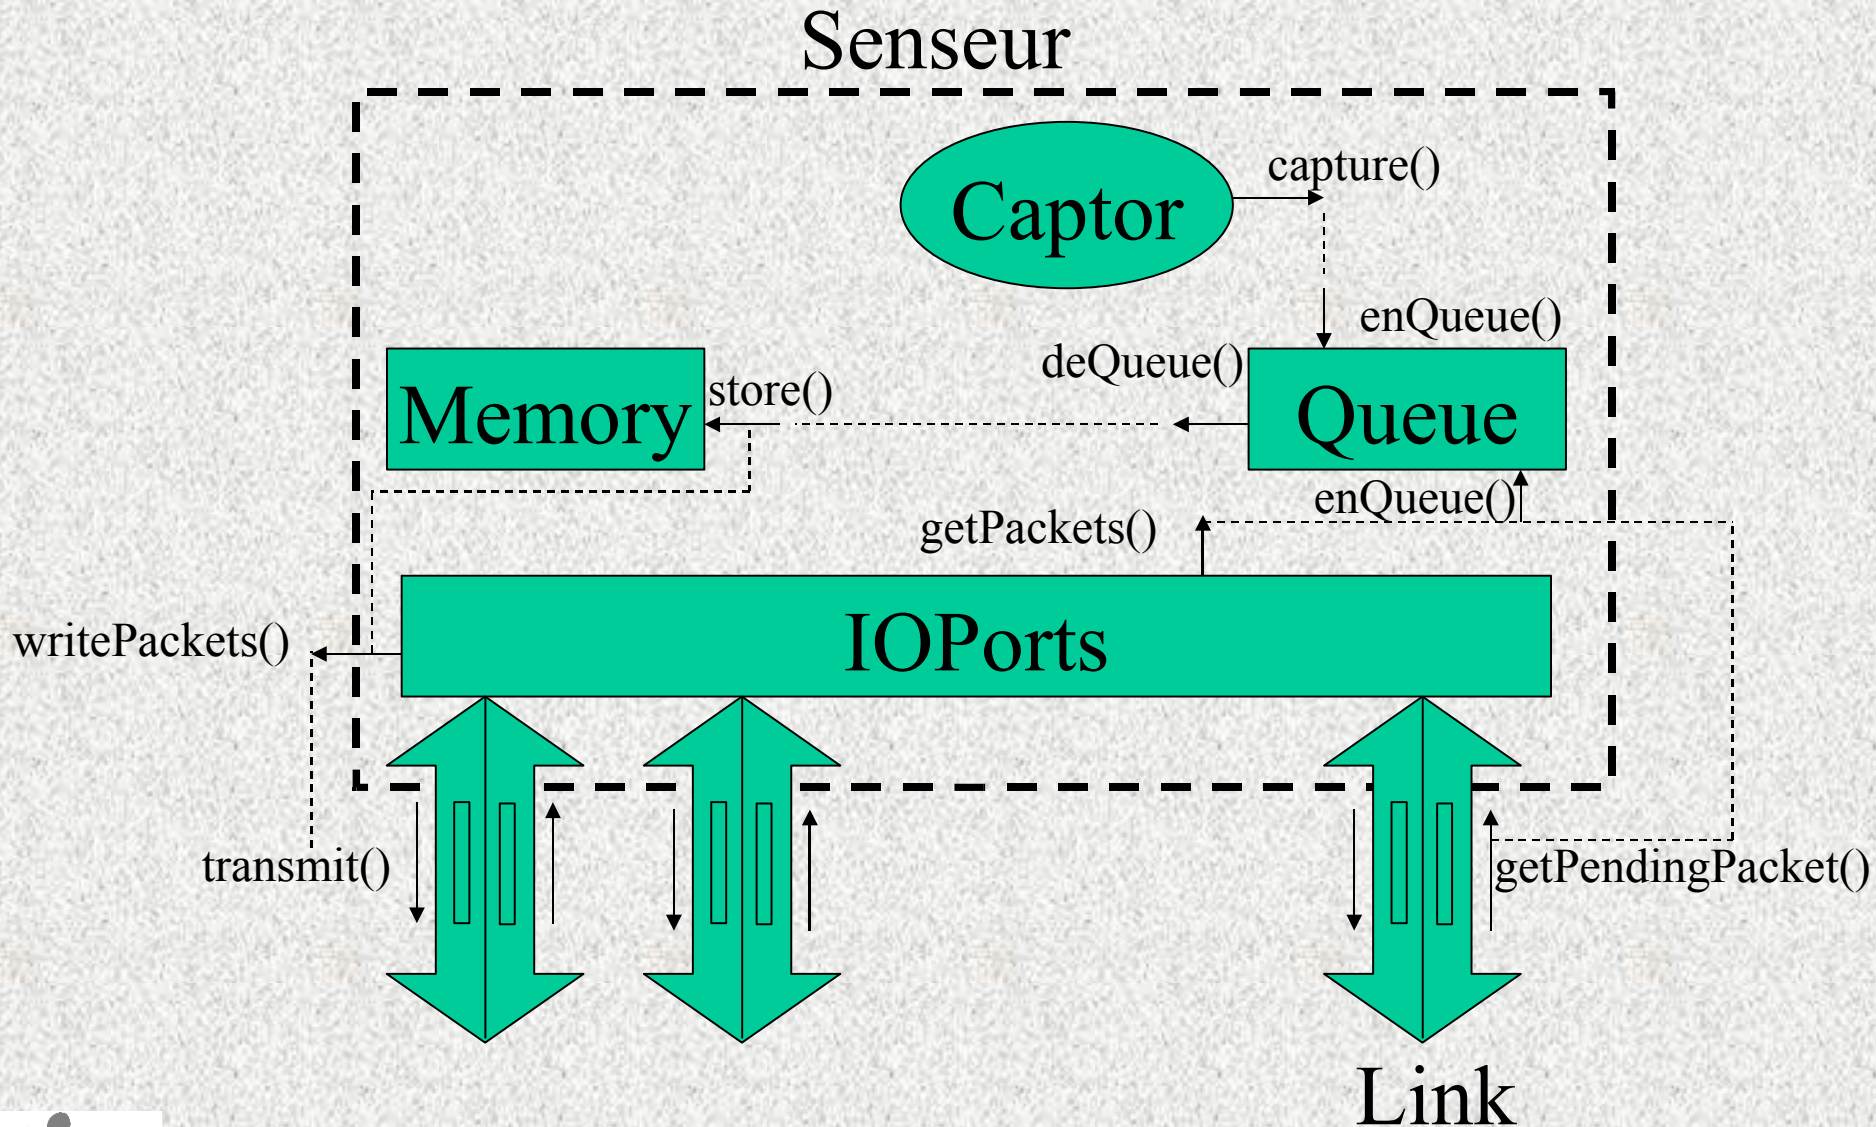 Senseur
Captor
capture()
enQueue()
deQueue()
Memory
store()
Queue
enQueue()
getPackets()
IOPorts
writePackets()
transmit()
getPendingPacket()
Link